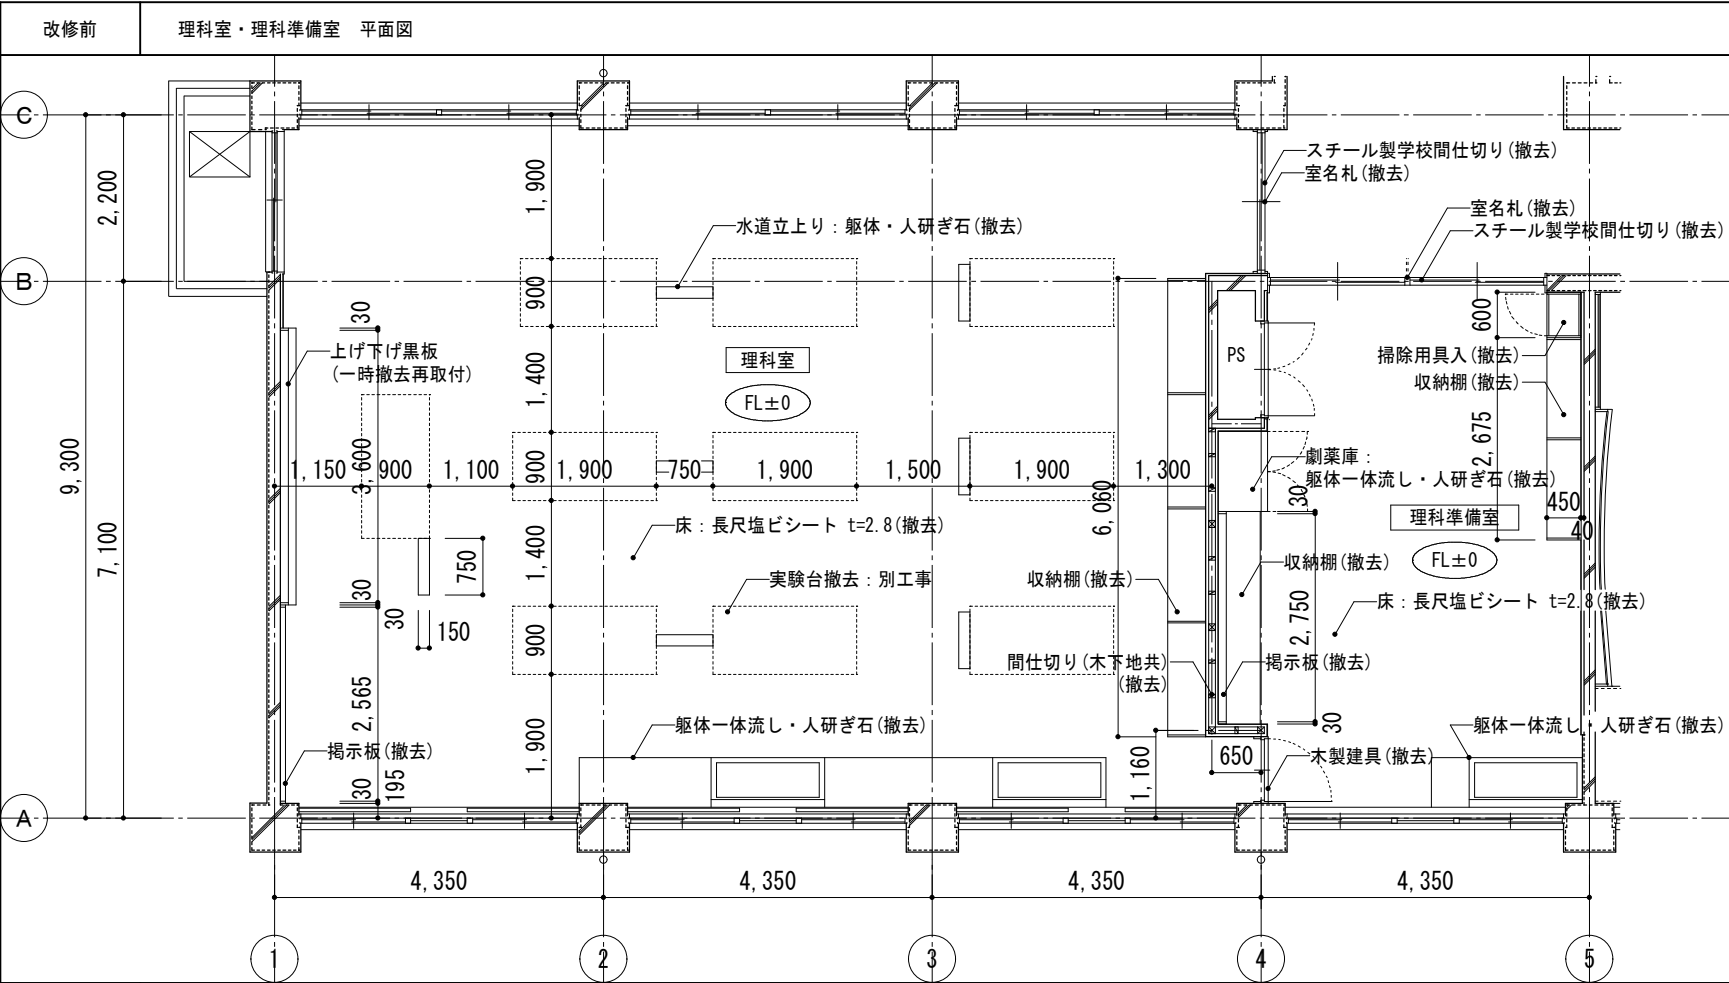 改修前
理科室・理科準備室 平面図
C
B
A
2,200
9,300
7,100
1,900
900
1,400
900
1,400
900
1,900
スチール製学校間仕切り(撤去)
室名札(撤去)
室名札(撤去)
スチール製学校間仕切り(撤去)
水道立上り：躯体・人研ぎ石(撤去)
30
上げ下げ黒板
(一時撤去再取付)
理科室
FL±0
PS
600
掃除用具入(撤去)
収納棚(撤去)
2,675
3,600
1,150
900
1,100
1,900
750
1,900
1,500
1,900
1,300
6,060
劇薬庫：
躯体一体流し・人研ぎ石(撤去)
30
450
40
理科準備室
FL±0
床：長尺塩ビシート t=2.8(撤去)
750
30
30
150
実験台撤去：別工事
収納棚(撤去)
収納棚(撤去)
床：長尺塩ビシート t=2.8(撤去)
2,750
間仕切り(木下地共)
(撤去)
掲示板(撤去)
30
2,565
躯体一体流し・人研ぎ石(撤去)
躯体一体流し・人研ぎ石(撤去)
掲示板(撤去)
30
195
1,160
650
木製建具(撤去)
4,350
4,350
4,350
4,350
1
2
3
4
5